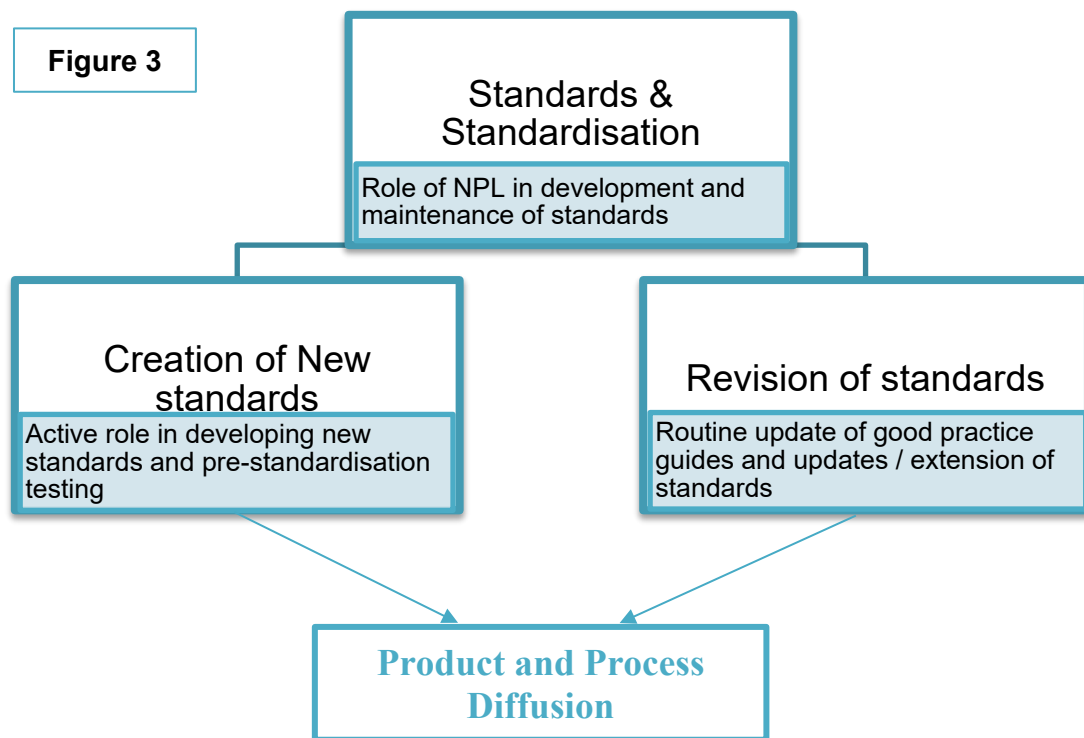 Figure 3
Standards &
Standardisation
Role of NPL in development and
maintenance of standards
Creation of New
standards
Active role in developing new
standards and pre-standardisation
testing
Revision of standards
Routine update of good practice
guides and updates / extension of
standards
Product and Process
Diffusion